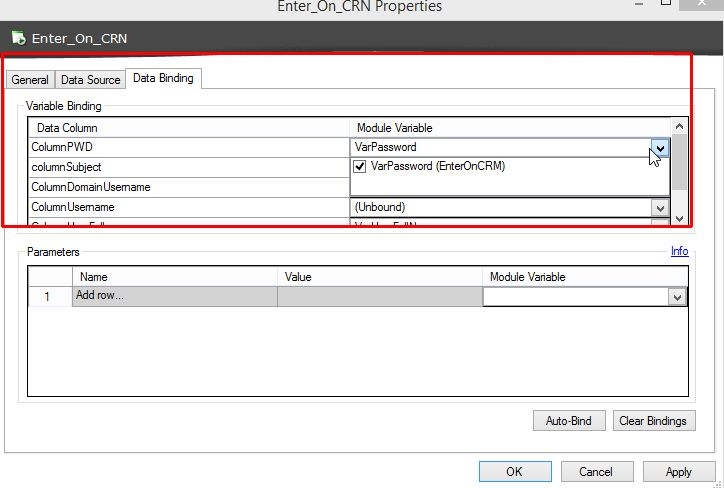 Enter_On_CRN Properties
Enter_On_CRN
General Data Source Data Binding
Variable Binding
Data Column Module Variable
ColumnPWD VarPassword
columnSubject VarPassword (EnterOnCRM)
ColumnDomainUsername
ColumnUsername (Unbound)
Parameters Info
Name Value Module Variable
1 Add row...
Auto-Bind Clear Bindings
OK Cancel Apply